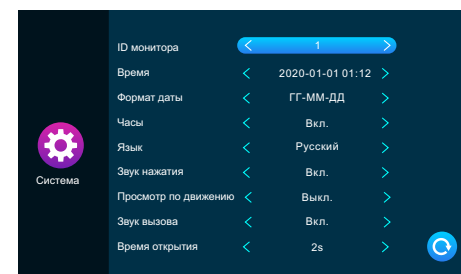 ID монитора 1
Время 2020-01-01 01:12
Формат даты ГГ-ММ-ДД
Часы Вкл.
Язык Русский
Звук нажатия Вкл.
Просмотр по движению Выкл.
Звук вызова Вкл.
Время открытия 2s
Система